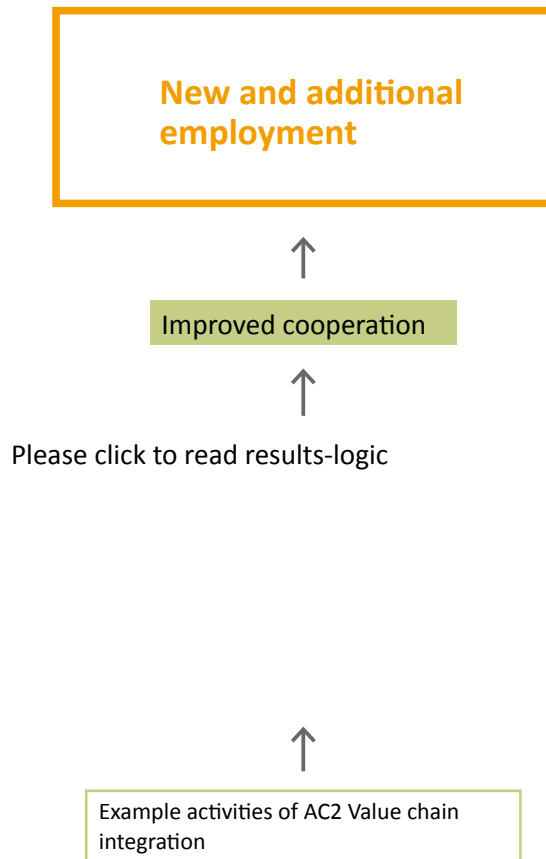 New and additional
employment
Improved cooperation
Please click to read results-logic
Example activities of AC2 Value chain
integration